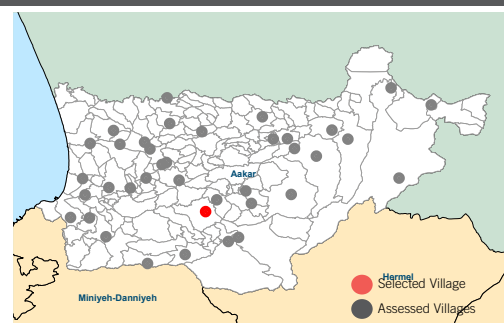 Aakar
Hermel
Selected Village
Miniyeh-Danniyeh
Assessed Villages